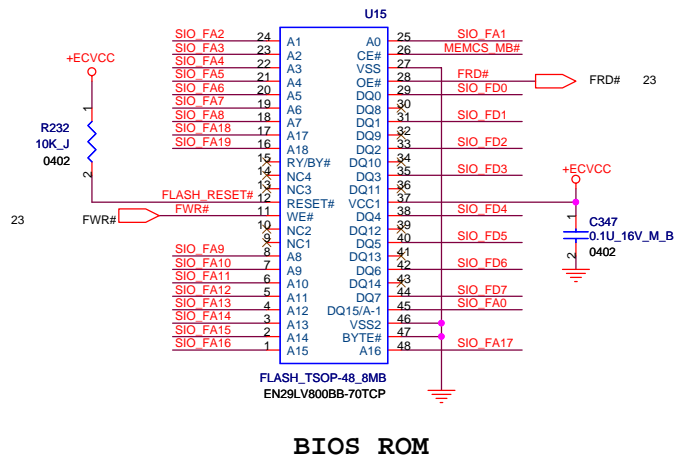 U15
SIO_FA2 24 A1 A0 25 SIO_FA1
SIO_FA3 23 A2 CE# 26 MEMCS_MB#
SIO_FA4 22 A3 VSS 27
SIO_FA5 21 A4 OE# 28 FRD# FRD# 23
SIO_FA6 20 A5 DQ0 29 SIO_FD0
SIO_FA7 19 A6 DQ8 30
SIO_FA8 18 A7 DQ1 31 SIO_FD1
SIO_FA18 17 A17 DQ9 32
SIO_FA19 16 A18 DQ2 33 SIO_FD2
15 RY/BY# DQ10 34
14 NC4 DQ3 35 SIO_FD3
13 NC3 DQ11 36
FLASH_RESET# 12 RESET# VCC1 37
23 FWR# FWR# 11 WE# DQ4 38 SIO_FD4
10 NC2 DQ12 39
9 NC1 DQ5 40 SIO_FD5
SIO_FA9 8 A8 DQ13 41
SIO_FA10 7 A9 DQ6 42 SIO_FD6
SIO_FA11 6 A10 DQ14 43
SIO_FA12 5 A11 DQ7 44 SIO_FD7
SIO_FA13 4 A12 DQ15/A-1 45 SIO_FA0
SIO_FA14 3 A13 VSS2 46
SIO_FA15 2 A14 BYTE# 47
SIO_FA16 1 A15 A16 48 SIO_FA17
+ECVCC
1
R232
10K_J
0402
2
+ECVCC
1
C347
0.1U_16V_M_B
2 0402
FLASH_TSOP-48_8MB
EN29LV800BB-70TCP
BIOS ROM